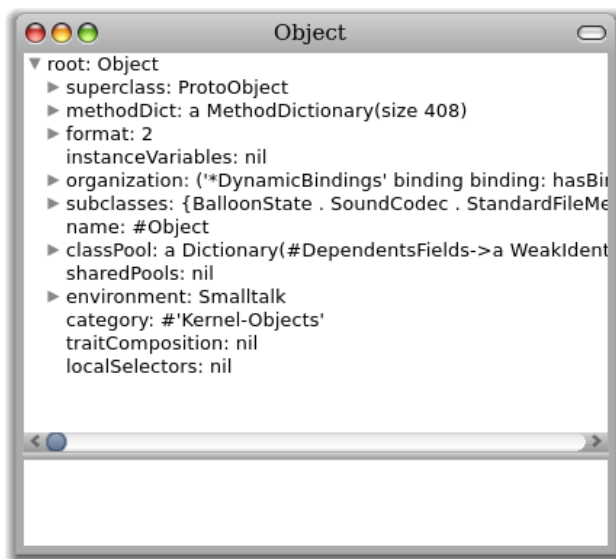 Object
root: Object
superclass: ProtoObject
methodDict: a MethodDictionary(size 408)
format: 2
instanceVariables: nil
organization: ('*DynamicBindings' binding binding: hasBin
subclasses: {BalloonState . SoundCodec . StandardFileMe
name: #Object
classPool: a Dictionary(#DependentsFields->a WeakIdent
sharedPools: nil
environment: Smalltalk
category: #'Kernel-Objects'
traitComposition: nil
localSelectors: nil